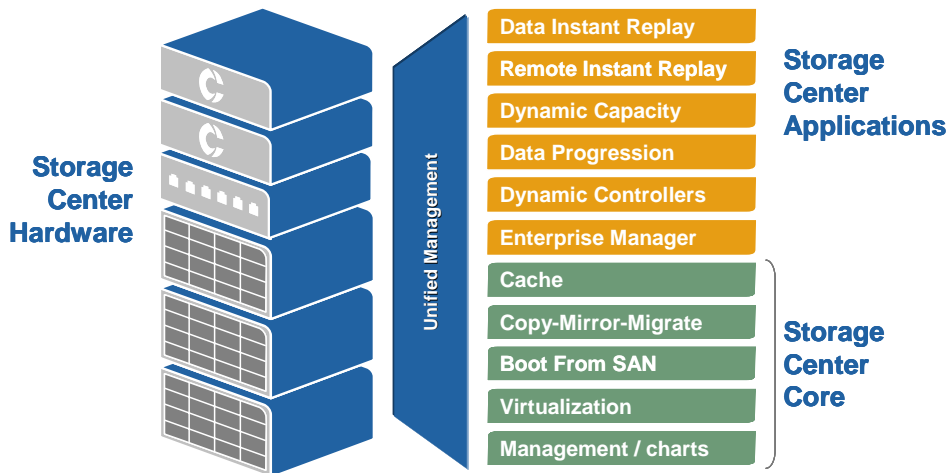 Storage
Center
Hardware
Unified Management
Data Instant Replay
Remote Instant Replay
Dynamic Capacity
Data Progression
Dynamic Controllers
Enterprise Manager
Cache
Copy-Mirror-Migrate
Boot From SAN
Virtualization
Management / charts
Storage
Center
Applications
Storage
Center
Core